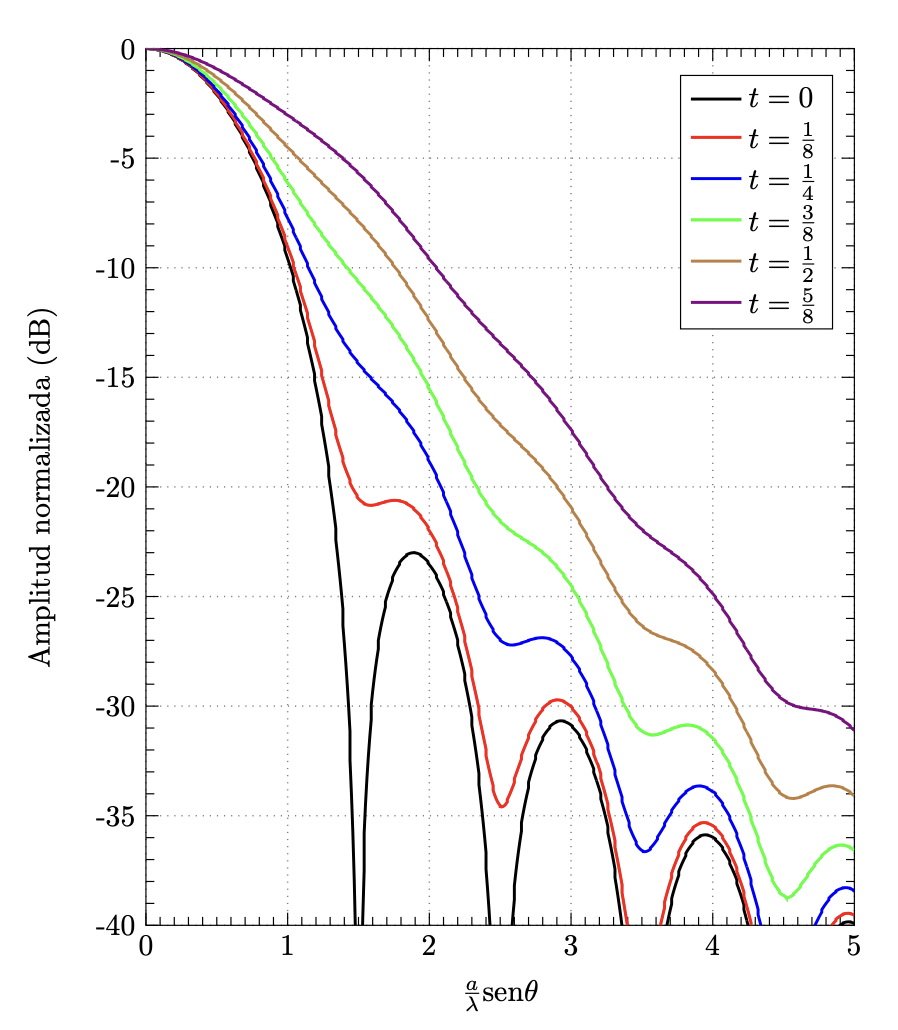 0
-5
-10
-15
-20
-25
-30
-35
-40
0 1 2 3 4 5
Amplitud normalizada (dB)
a/λ senθ
t = 0
t = 1/8
t = 1/4
t = 3/8
t = 1/2
t = 5/8